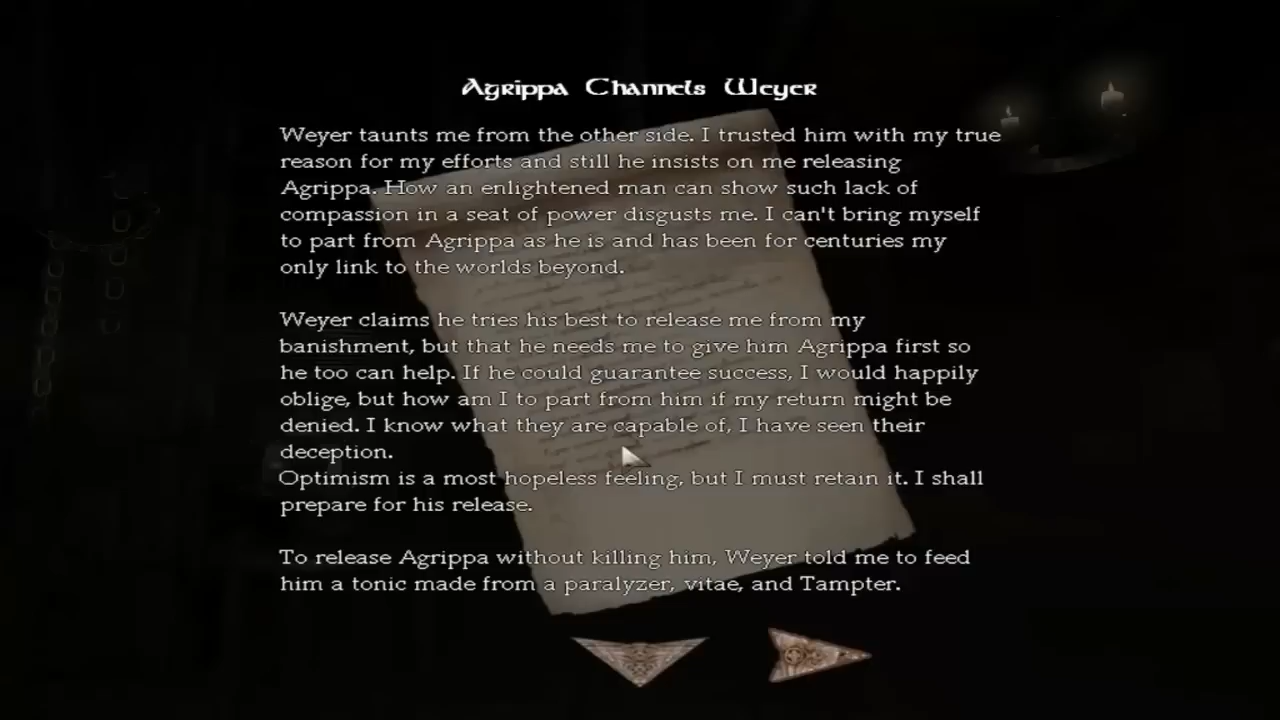 Agrippa Channels Weyer
Weyer taunts me from the other side. I trusted him with my true
reason for my efforts and still he insists on me releasing
Agrippa. How an enlightened man can show such lack of
compassion in a seat of power disgusts me. I can't bring myself
to part from Agrippa as he is and has been for centuries my
only link to the worlds beyond.
Weyer claims he tries his best to release me from my
banishment, but that he needs me to give him Agrippa first so
he too can help. If he could guarantee success, I would happily
oblige, but how am I to part from him if my return might be
denied. I know what they are capable of, I have seen their
deception.
Optimism is a most hopeless feeling, but I must retain it. I shall
prepare for his release.
To release Agrippa without killing him, Weyer told me to feed
him a tonic made from a paralyzer, vitae, and Tampter.